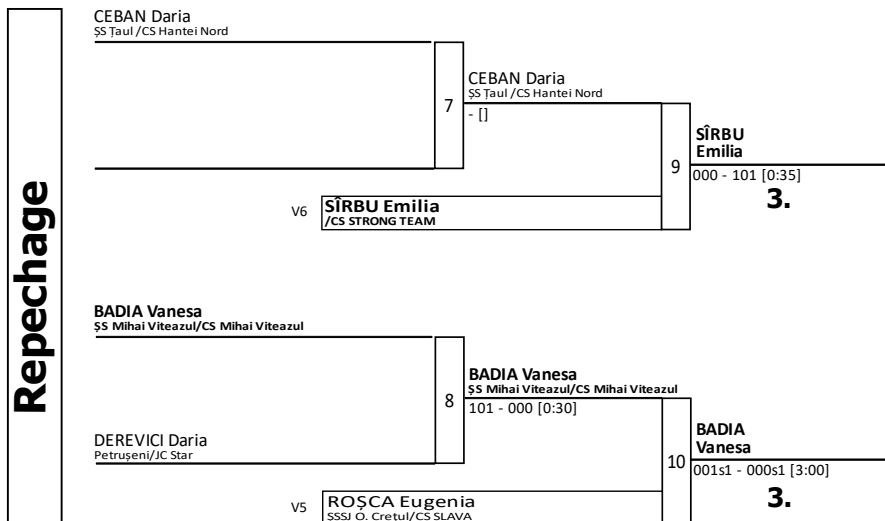 Repechage
CEBAN Daria
ȘS Țaul /CS Hantei Nord
7
CEBAN Daria
ȘS Țaul /CS Hantei Nord
- []
V6
SÎRBU Emilia
/CS STRONG TEAM
9
SÎRBU
Emilia
000 - 101 [0:35]
3.
BADIA Vanesa
ȘS Mihai Viteazul/CS Mihai Viteazul
DEREVICI Daria
Petrușeni/JC Star
8
BADIA Vanesa
ȘS Mihai Viteazul/CS Mihai Viteazul
101 - 000 [0:30]
V5
ROȘCA Eugenia
SSSJ O. Crețul/CS SLAVA
10
BADIA
Vanesa
001s1 - 000s1 [3:00]
3.